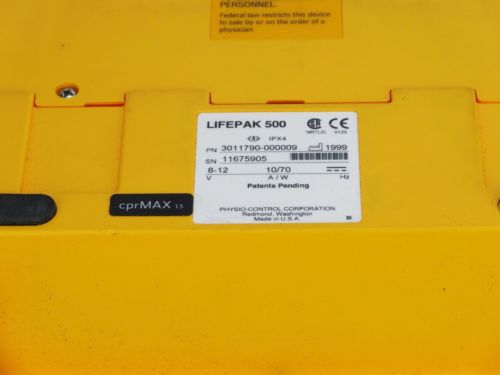 PERSONNEL.
Federal law restricts this device
to sale by or on the order of a
physician.
LIFEPAK 500
IPX4
NRTL/C 0123
PN 3011790-000009 1999
SN 11675905
8-12 10/70
V A / W Hz
Patents Pending
PHYSIO-CONTROL CORPORATION
Redmond, Washington
Made in U.S.A.
cprMAX 1.5